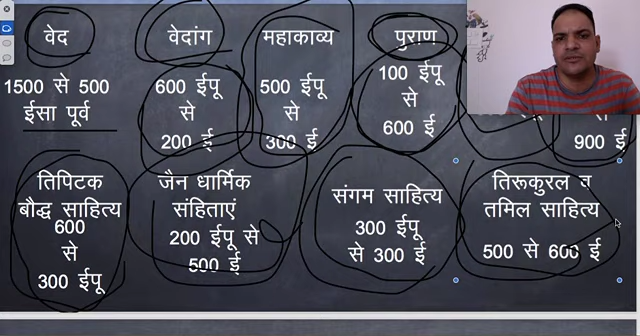 वेद
वेदांग
महाकाव्य
पुराण
1500 से 500
ईसा पूर्व
600 ईपू
से
200 ई
500 ईपू
से
300 ई
100 ईपू
से
600 ई
900 ई
तिपिटक
बौद्ध साहित्य
600
से
300 ईपू
जैन धार्मिक
संहिताएं
200 ईपू से
500 ई
संगम साहित्य
300 ईपू
से 300 ई
तिरूकुरल व
तमिल साहित्य
500 से 600 ई